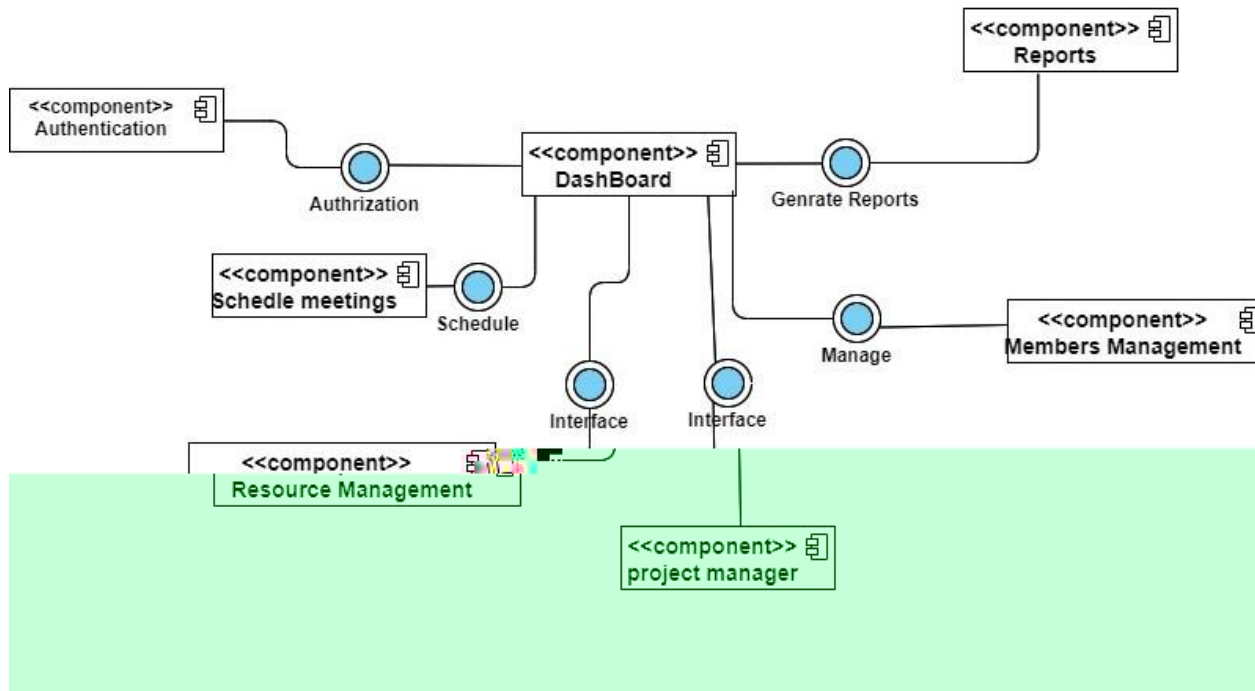 <<component>>
Reports
<<component>>
Authentication
<<component>>
DashBoard
Authrization
Genrate Reports
<<component>>
Schedle meetings
Schedule
<<component>>
Members Management
Manage
Interface
Interface
<<component>>
Resource Management
<<component>>
project manager